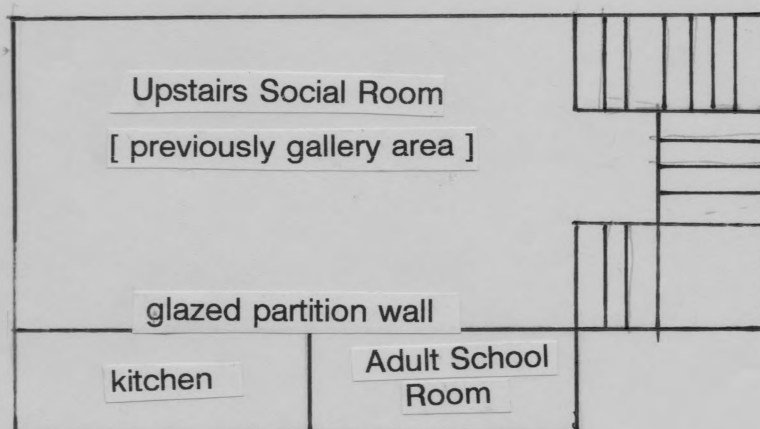 Upstairs Social Room
[ previously gallery area ]
glazed partition wall
kitchen
Adult School
Room